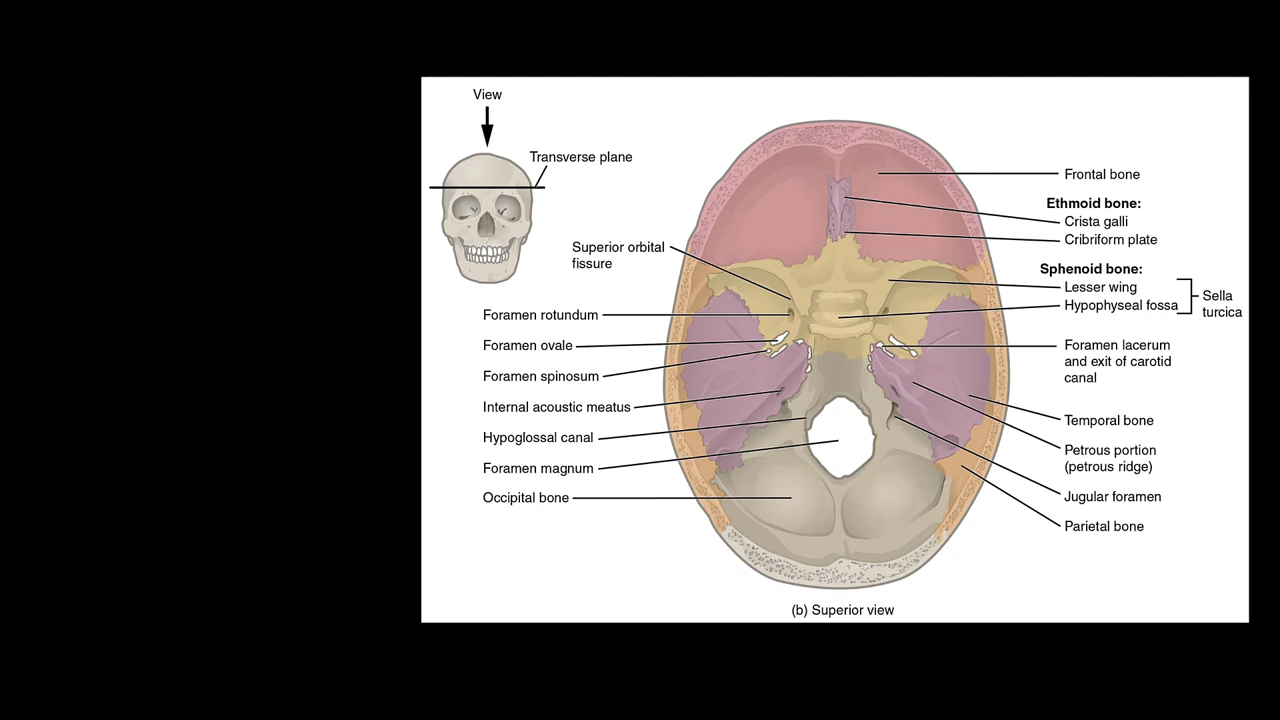 View
Transverse plane
Superior orbital
fissure
Foramen rotundum
Foramen ovale
Foramen spinosum
Internal acoustic meatus
Hypoglossal canal
Foramen magnum
Occipital bone
Frontal bone
Ethmoid bone:
Crista galli
Cribriform plate
Sphenoid bone:
Lesser wing
Hypophyseal fossa
Sella
turcica
Foramen lacerum
and exit of carotid
canal
Temporal bone
Petrous portion
(petrous ridge)
Jugular foramen
Parietal bone
(b) Superior view